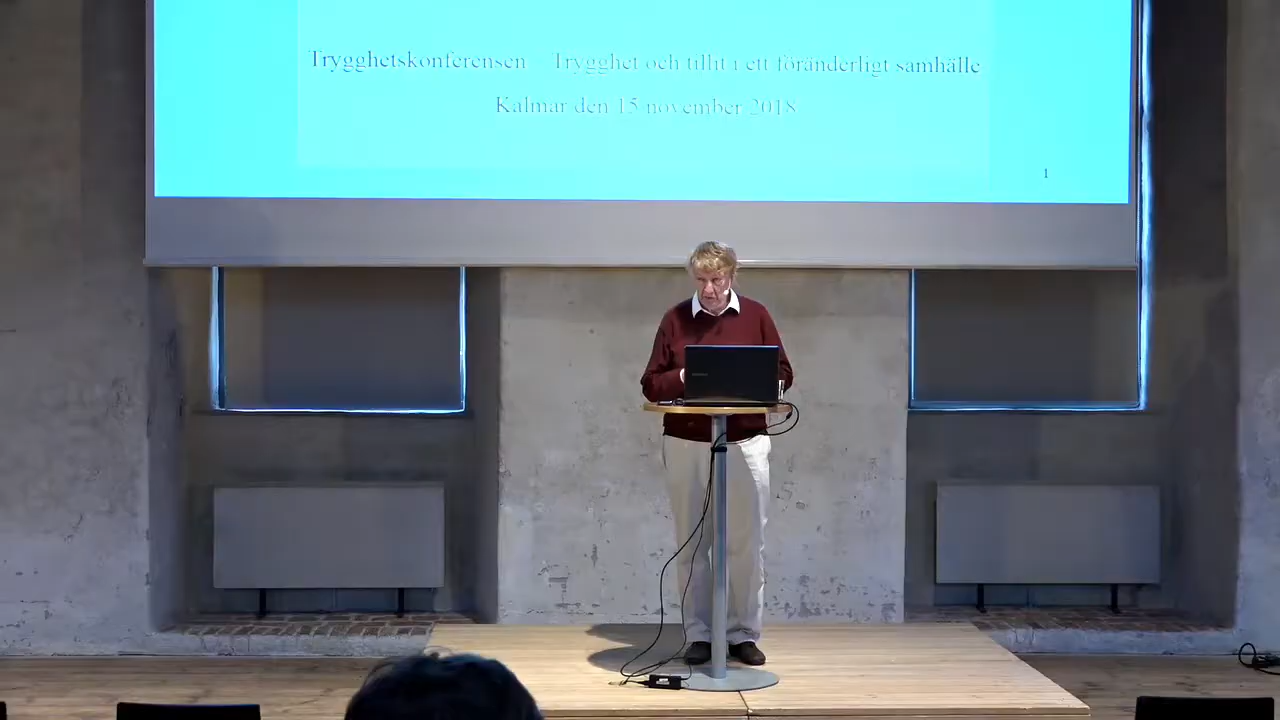 Trygghetskonferensen – Trygghet och tillit i ett föränderligt samhälle
Kalmar den 15 november 2018
1